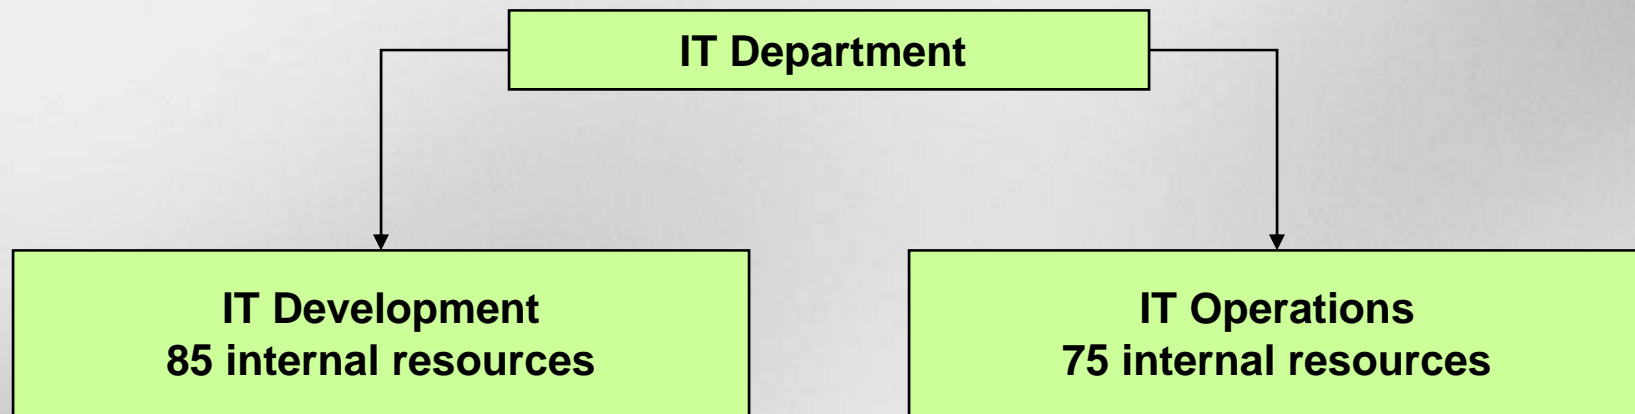 IT Department
IT Development
85 internal resources
IT Operations
75 internal resources